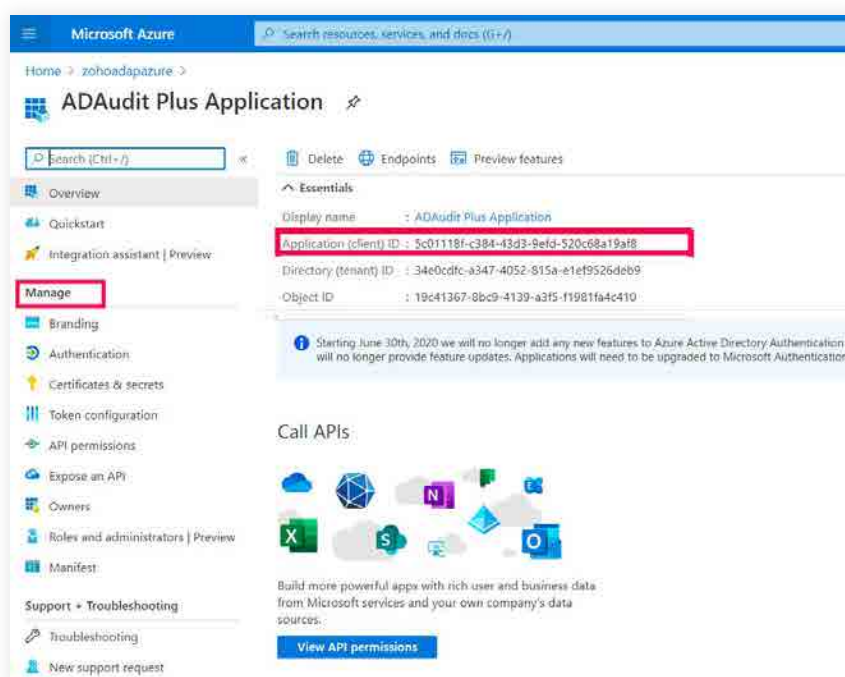 Microsoft Azure
Search resources, services, and docs (G+/)
Home > zohoadapazure >
ADAudit Plus Application
Search (Ctrl+/)
«
Delete
Endpoints
Preview features
Overview
Essentials
Quickstart
Display name : ADAudit Plus Application
Integration assistant | Preview
Application (client) ID : 5c01118f-c384-43d3-9efd-520c68a19af8
Directory (tenant) ID : 34e0cdfc-a347-4052-815a-e1ef9526deb9
Manage
Object ID : 19c41367-8bc9-4139-a3f5-f1981fa4c410
Branding
Authentication
Certificates & secrets
Token configuration
API permissions
Expose an API
Owners
Roles and administrators | Preview
Manifest
Support + Troubleshooting
Troubleshooting
New support request
Starting June 30th, 2020 we will no longer add any new features to Azure Active Directory Authentication
will no longer provide feature updates. Applications will need to be upgraded to Microsoft Authentication
Call APIs
N
E
X
S
O
Build more powerful apps with rich user and business data
from Microsoft services and your own company's data
sources.
View API permissions